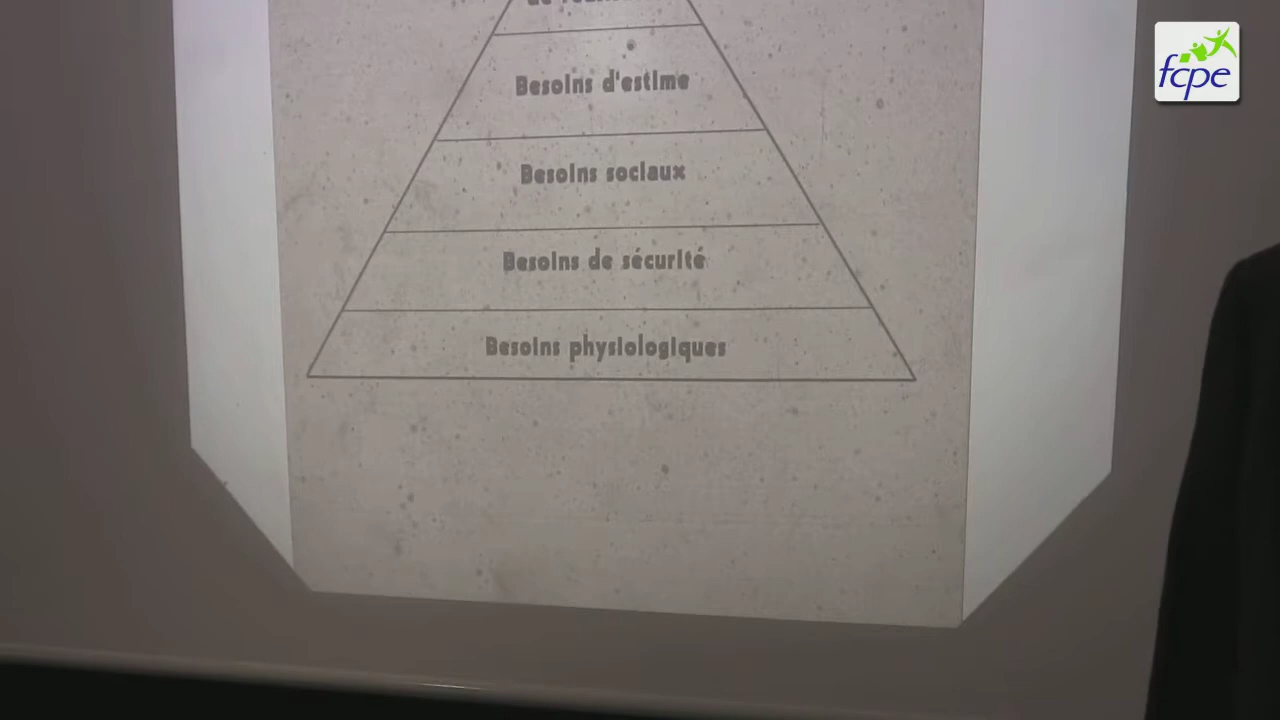 Besoins d'estime
Besoins sociaux
Besoins de sécurité
Besoins physiologiques
fcpe